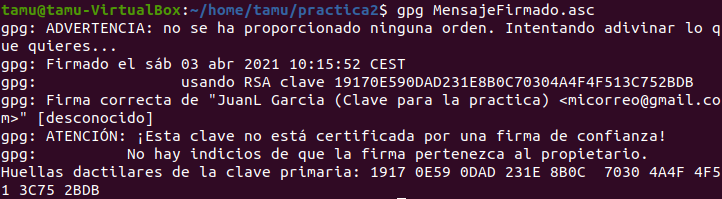 tamu@tamu-VirtualBox:~/home/tamu/practica2$ gpg MensajeFirmado.asc
gpg: ADVERTENCIA: no se ha proporcionado ninguna orden. Intentando adivinar lo q
ue quieres...
gpg: Firmado el sáb 03 abr 2021 10:15:52 CEST
gpg:                usando RSA clave 19170E590DAD231E8B0C70304A4F4F513C752BDB
gpg: Firma correcta de "JuanL Garcia (Clave para la practica) <micorreo@gmail.co
m>" [desconocido]
gpg: ATENCIÓN: ¡Esta clave no está certificada por una firma de confianza!
gpg:          No hay indicios de que la firma pertenezca al propietario.
Huellas dactilares de la clave primaria: 1917 0E59 0DAD 231E 8B0C  7030 4A4F 4F5
1 3C75 2BDB